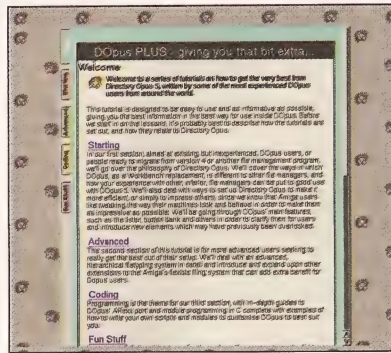 DOpus PLUS - giving you that bit extra...
Welcome
Welcome to a series of tutorials on how to get the very best from
Directory Opus 5, written by some of the most experienced DOpus
users from around the world.
This tutorial is designed to be easy to use and as informative as possible,
giving you the best information in the best way for use inside DOpus. Before
we start in on the lessons, it's probably best to describe how the tutorials are
set out, and how they relate to Directory Opus.
Starting
In our first session, aimed at existing, but inexperienced, DOpus users, or
people ready to migrate from version 4 or another file management program,
we'll go over the philosophy of Directory Opus. We'll cover the ways in which
DOpus, as a Workbench replacement, is different to other file managers, and
how your experience with other, inferior, file managers can be put to good use
with DOpus 5. We'll also deal with ways to set up Directory Opus to make it
more efficient, or simply to impress others, since we know that Amiga users
like tweaking the way their machines look and behave in order to make them
as impressive as possible. We'll be going through DOpus' main features,
such as the lister, button bank and others in order to clarify them for users
and introduce new elements which may have previously been overlooked.
Advanced
This second section of this tutorial is for more advanced users seeking to
really get the best out of their setup. We'll deal with an advanced,
hierarchical filetyping system in detail and introduce and expand upon other
extensions to the Amiga's flexible filing system that can add extra benefit for
Dopus users.
Coding
Programming is the theme for our third section, with in-depth guides to
DOpus' ARexx port and module programming in C complete with examples of
how to write your own scripts and modules to customise DOpus to best suit
you.
Fun Stuff